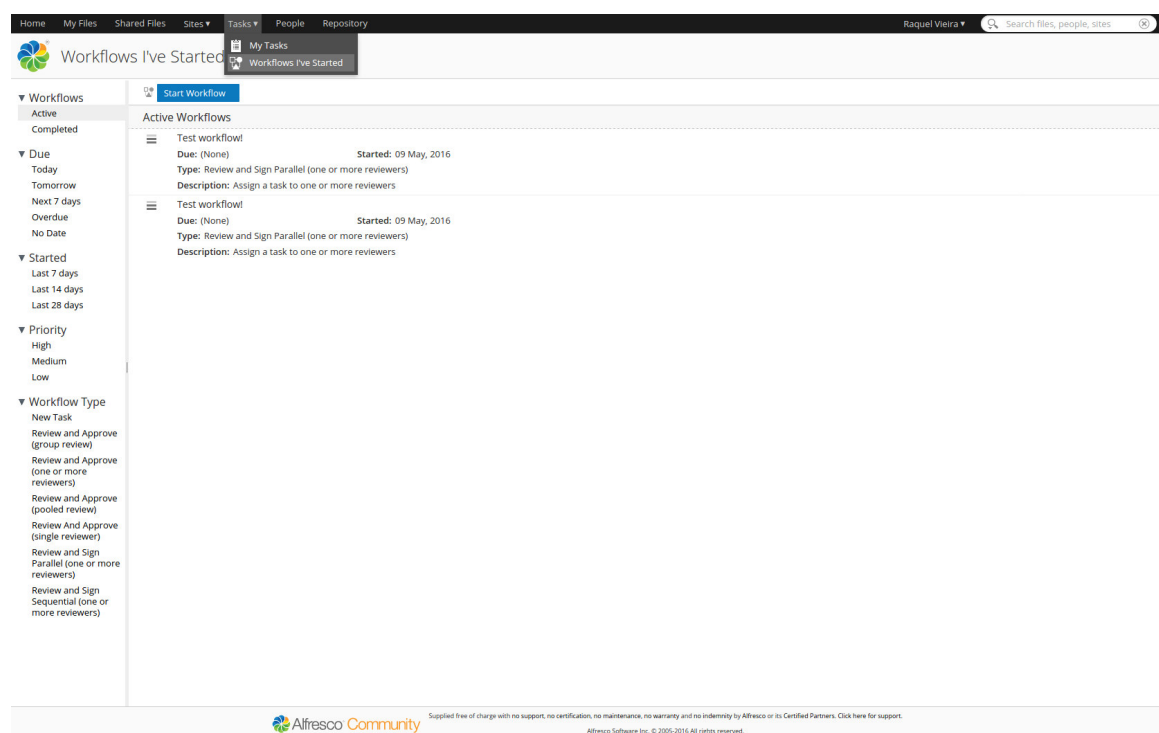 Home My Files Shared Files Sites ▾ Tasks ▾ People Repository Raquel Vieira ▾ Search files, people, sites
Workflows I've Started
My Tasks
Workflows I've Started
Workflows
Active
Completed
Due
Today
Tomorrow
Next 7 days
Overdue
No Date
Started
Last 7 days
Last 14 days
Last 28 days
Priority
High
Medium
Low
Workflow Type
New Task
Review and Approve
(group review)
Review and Approve
(one or more
reviewers)
Review and Approve
(pooled review)
Review And Approve
(single reviewer)
Review and Sign
Parallel (one or more
reviewers)
Review and Sign
Sequential (one or
more reviewers)
Start Workflow
Active Workflows
Test workflow!
Due: (None) Started: 09 May, 2016
Type: Review and Sign Parallel (one or more reviewers)
Description: Assign a task to one or more reviewers
Test workflow!
Due: (None) Started: 09 May, 2016
Type: Review and Sign Parallel (one or more reviewers)
Description: Assign a task to one or more reviewers
Alfresco Community
Supplied free of charge with no support, no certification, no maintenance, no warranty and no indemnity by Alfresco or its Certified Partners. Click here for support.
Alfresco Software Inc. © 2005-2016 All rights reserved.